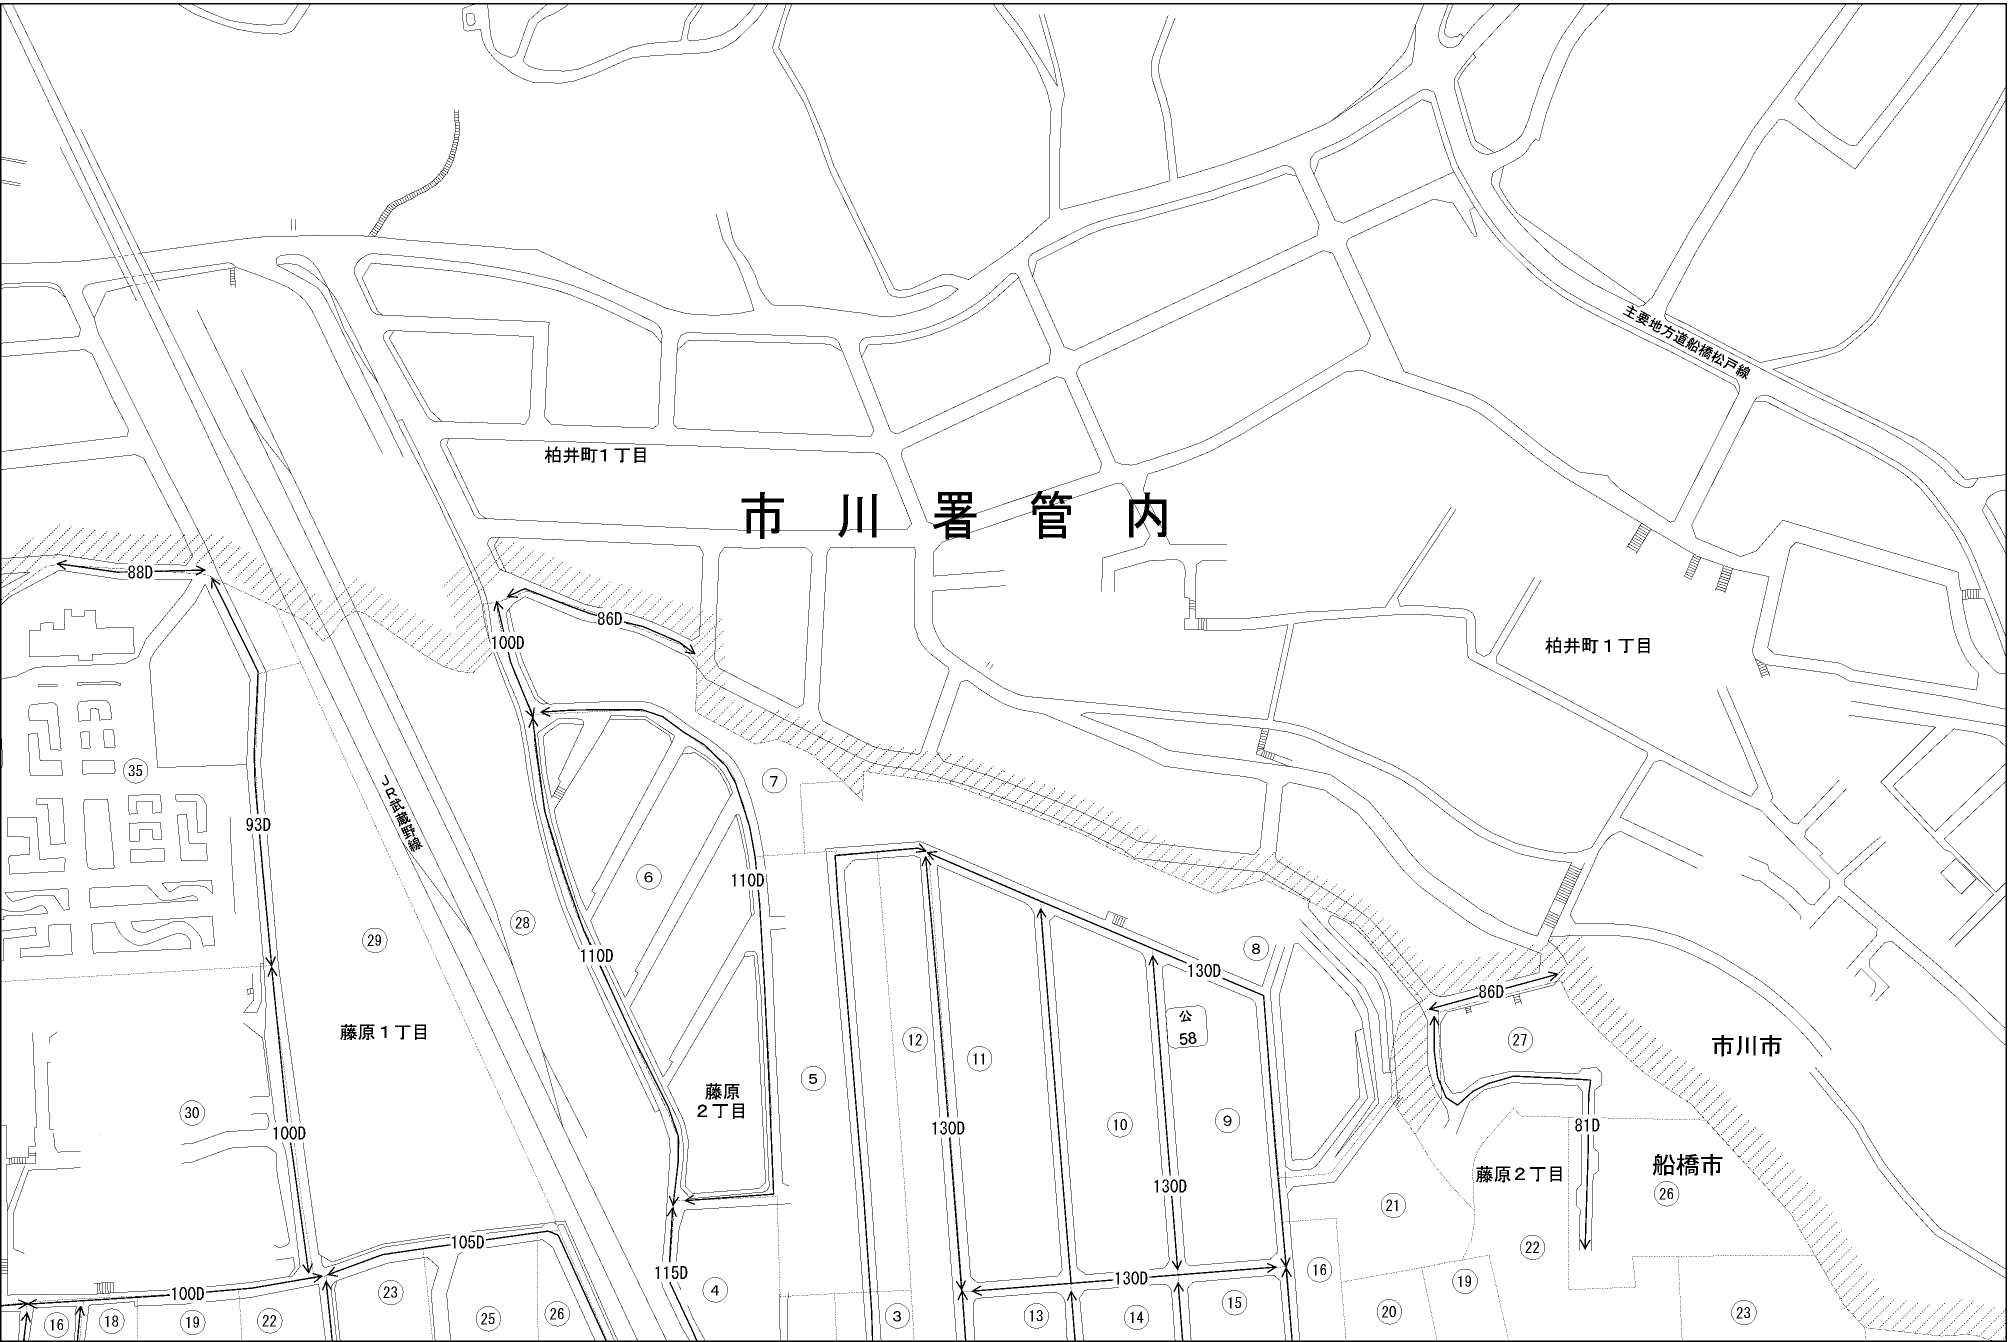 主要地方道船橋松戸線
柏井町1丁目
市川署管内
88D
86D
100D
柏井町1丁目
35
7
93D
JR武蔵野線
6
110D
28
29
110D
8
130D
86D
公
58
12
11
27
市川市
藤原1丁目
5
藤原
2丁目
10
9
30
100D
130D
81D
船橋市
藤原2丁目
26
130D
21
105D
22
115D
130D
16
19
4
100D
23
15
16
18
19
22
25
26
3
13
14
20
23